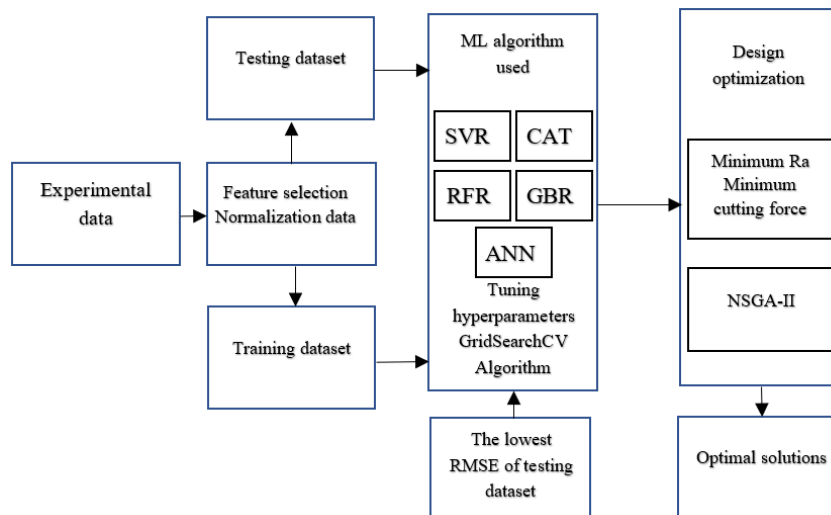 Experimental
data
Testing dataset
Feature selection
Normalization data
Training dataset
ML algorithm
used
SVR
CAT
RFR
GBR
ANN
Tuning
hyperparameters
GridSearchCV
Algorithm
The lowest
RMSE of testing
dataset
Design
optimization
Minimum Ra
Minimum
cutting force
NSGA-II
Optimal solutions